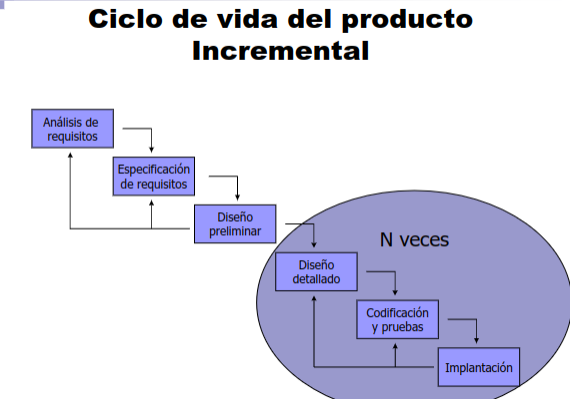 Ciclo de vida del producto
Incremental
Análisis de
requisitos
Especificación
de requisitos
Diseño
preliminar
N veces
Diseño
detallado
Codificación
y pruebas
Implantación